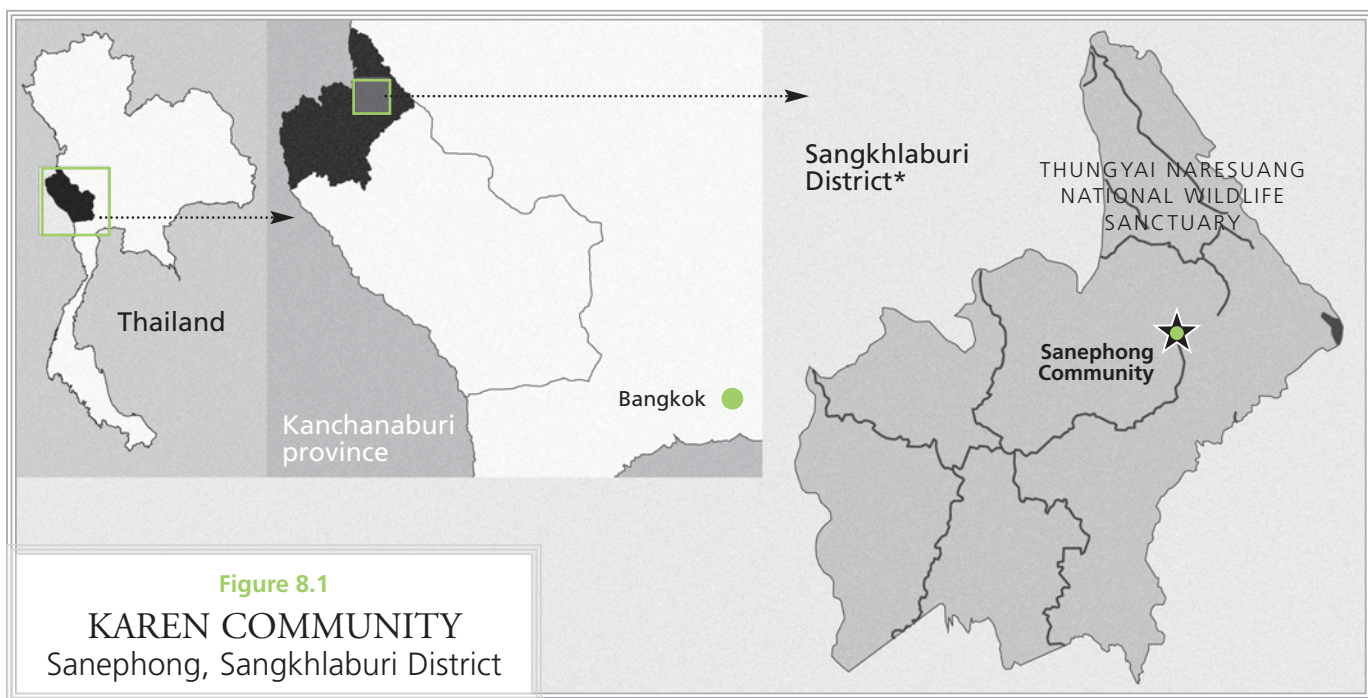 Thailand
Kanchanaburi
province
Bangkok
Sangkhlaburi
District*
THUNGYAI NARESUANG
NATIONAL WILDLIFE
SANCTUARY
Sanephong
Community
Figure 8.1
KAREN COMMUNITY
Sanephong, Sangkhlaburi District